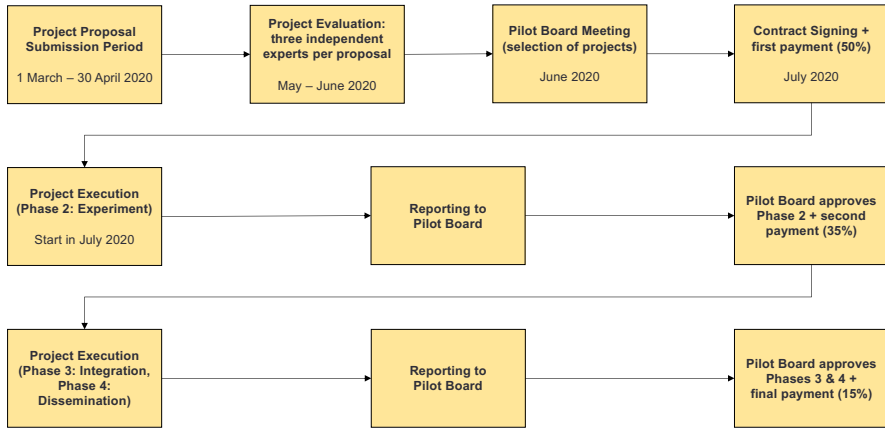 Project Proposal
Submission Period
1 March – 30 April 2020
Project Evaluation:
three independent
experts per proposal
May – June 2020
Pilot Board Meeting
(selection of projects)
June 2020
Contract Signing +
first payment (50%)
July 2020
Project Execution
(Phase 2: Experiment)
Start in July 2020
Reporting to
Pilot Board
Pilot Board approves
Phase 2 + second
payment (35%)
Project Execution
(Phase 3: Integration,
Phase 4:
Dissemination)
Reporting to
Pilot Board
Pilot Board approves
Phases 3 & 4 +
final payment (15%)